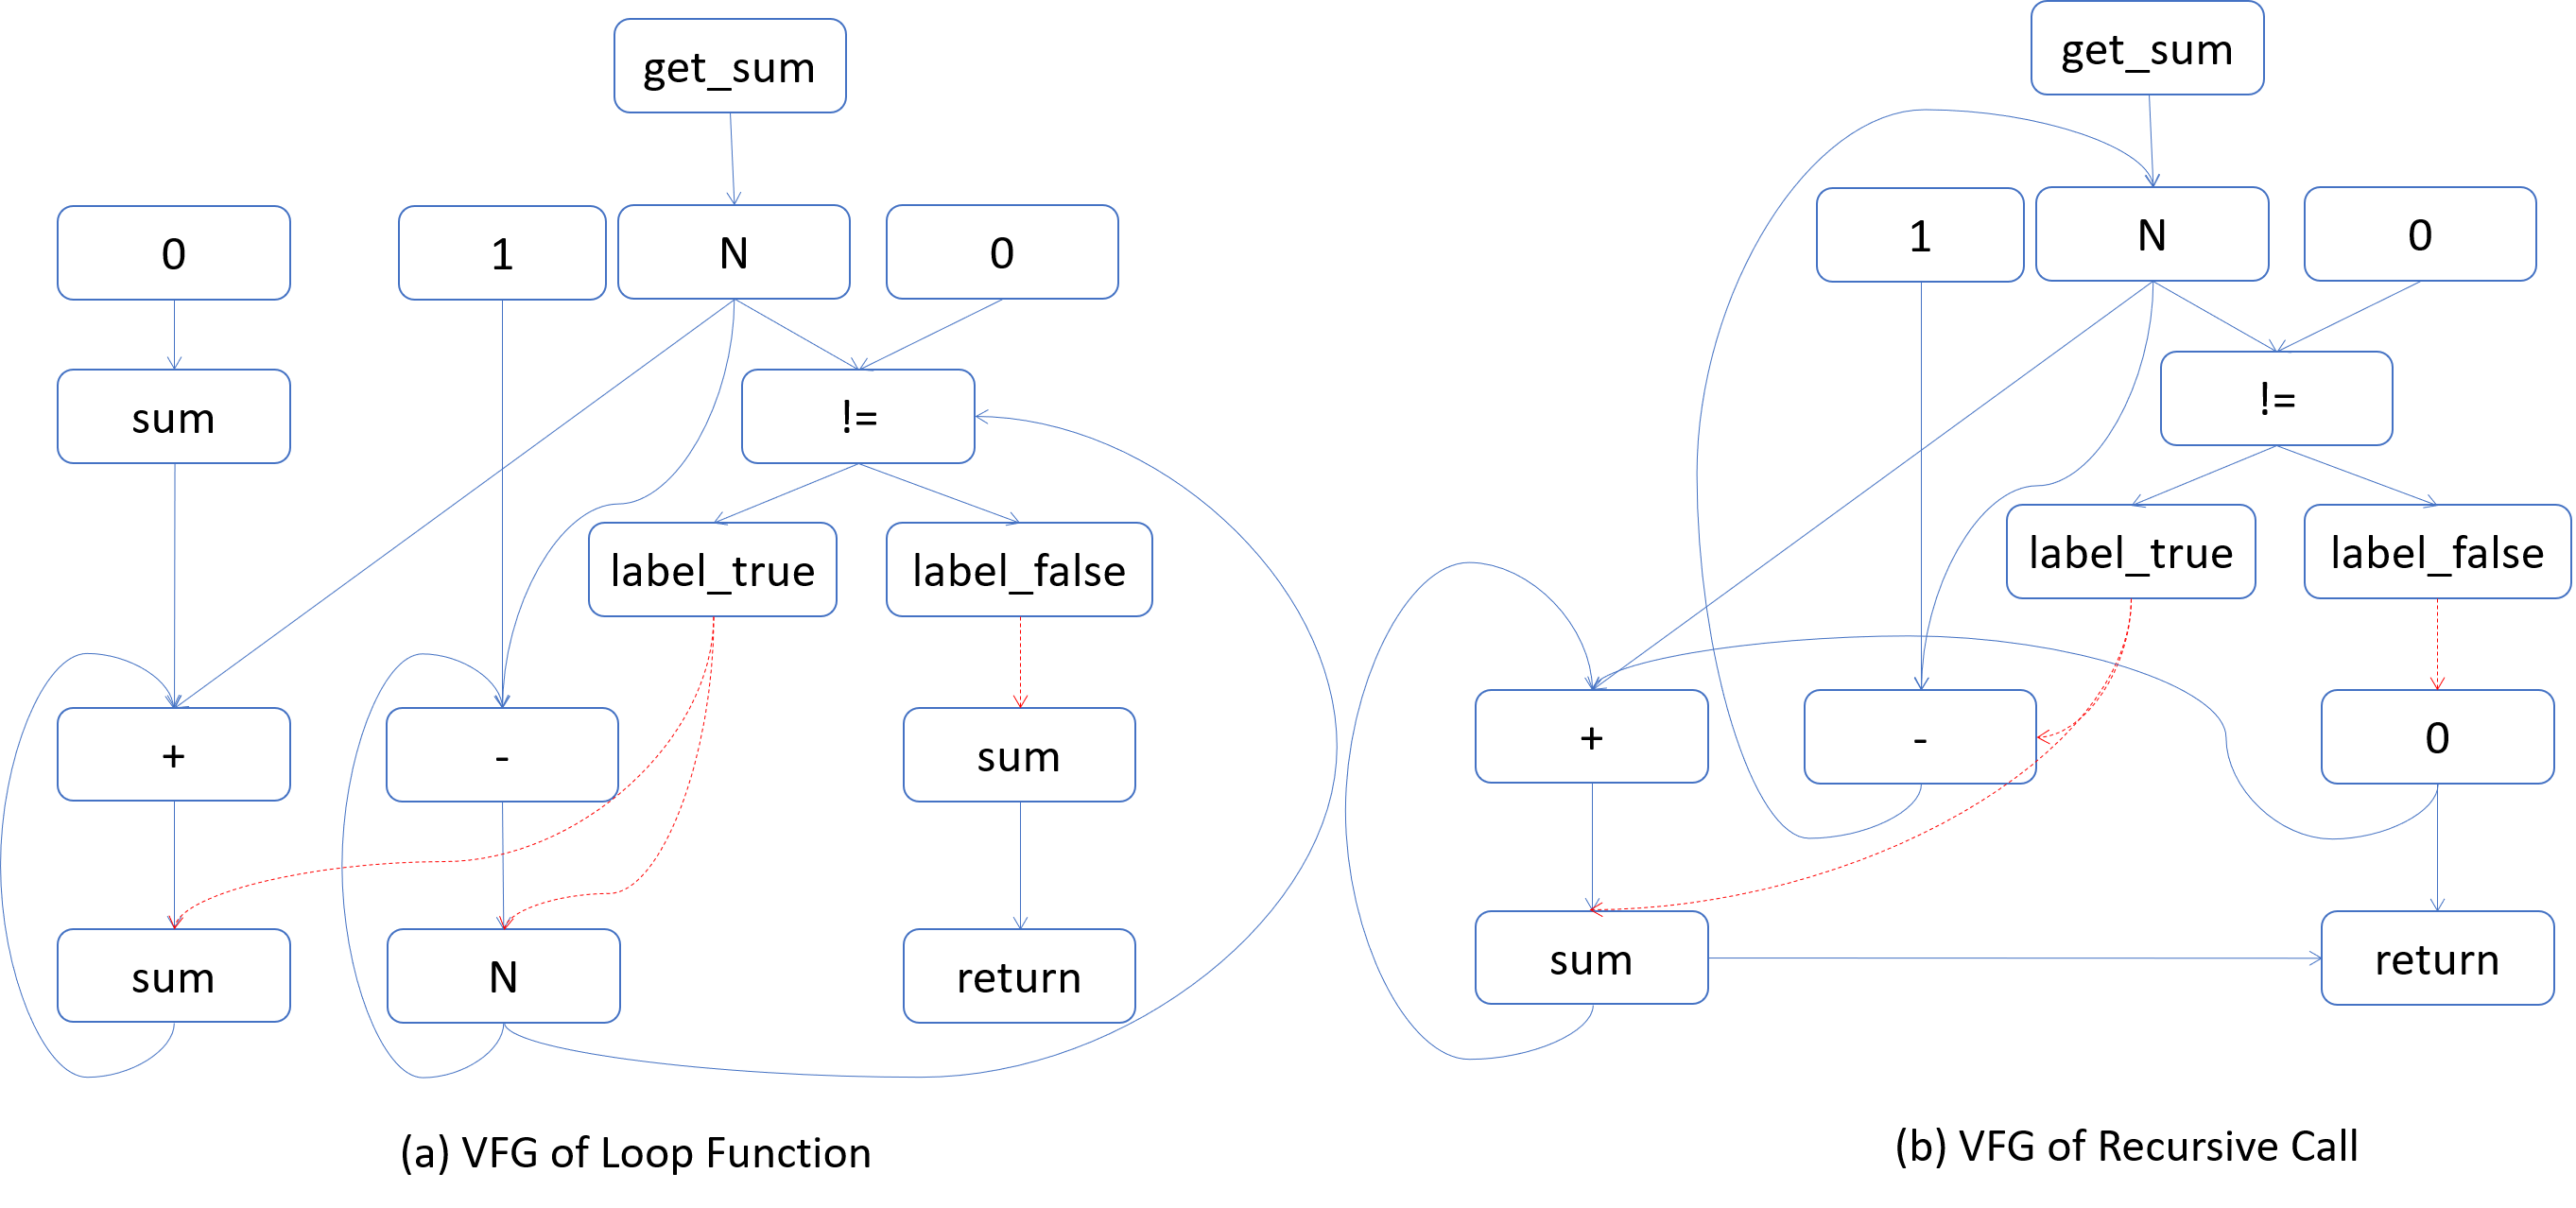 get_sum
0
1
N
0
sum
!=
label_true
label_false
+
-
sum
sum
N
return
(a) VFG of Loop Function
get_sum
1
N
0
!=
label_true
label_false
+
-
0
sum
return
(b) VFG of Recursive Call